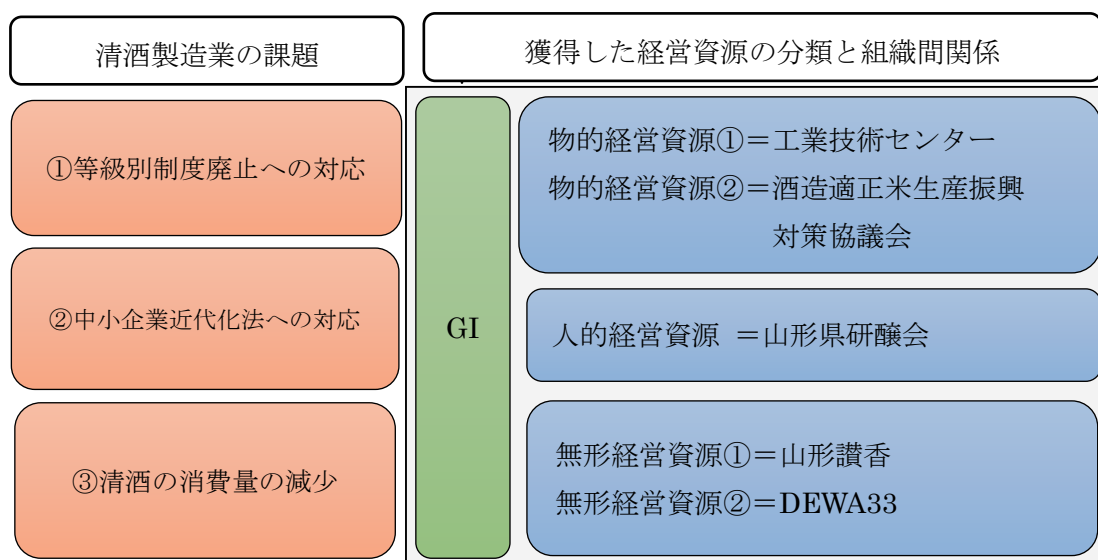 清酒製造業の課題
獲得した経営資源の分類と組織間関係
①等級別制度廃止への対応
②中小企業近代化法への対応
③清酒の消費量の減少
GI
物的経営資源①＝工業技術センター
物的経営資源②＝酒造適正米生産振興
対策協議会
人的経営資源 ＝山形県研醸会
無形経営資源①＝山形讃香
無形経営資源②＝DEWA33